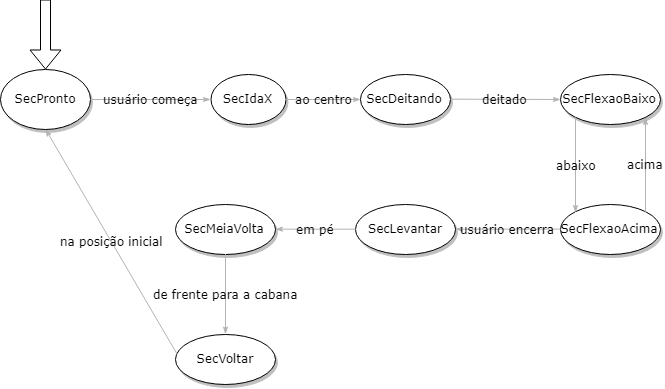 SecPronto
usuário começa
SecIdaX
ao centro
SecDeitando
deitado
SecFlexaoBaixo
abaixo
acima
SecMeiaVolta
em pé
SecLevantar
usuário encerra
SecFlexaoAcima
na posição inicial
de frente para a cabana
SecVoltar